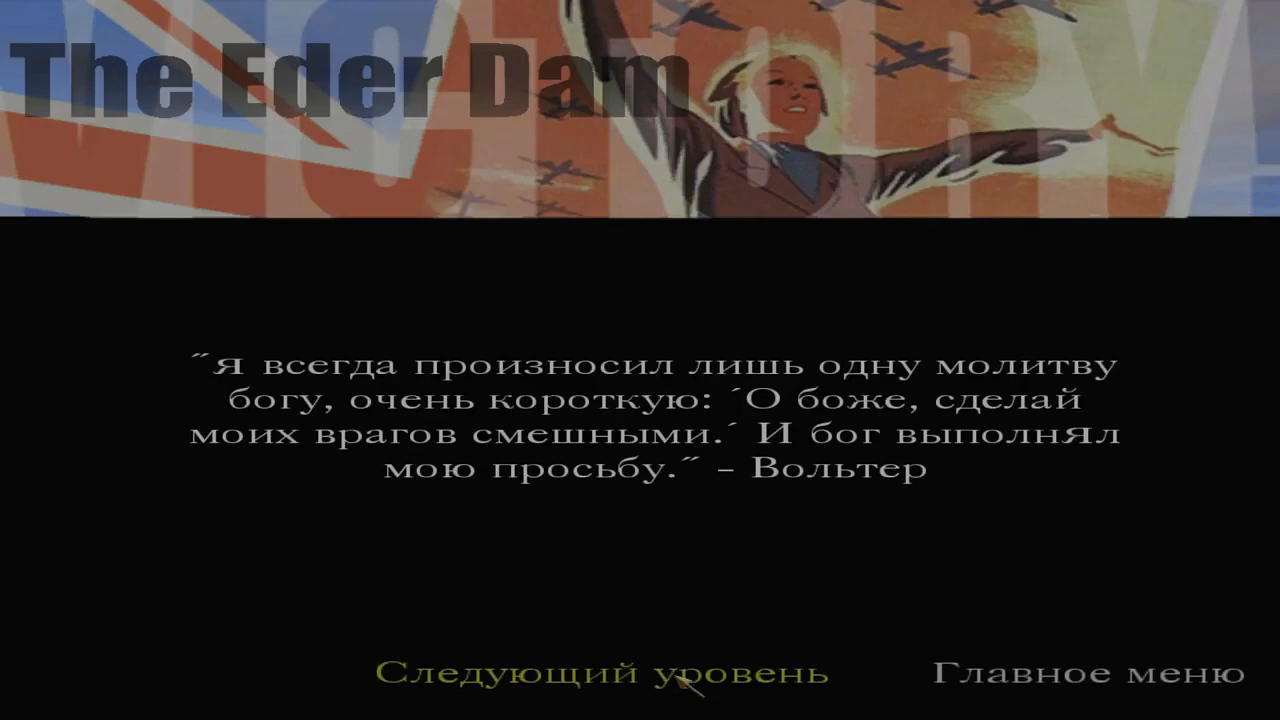 VICTORY
The Eder Dam
˝я всегда произносил лишь одну молитву
богу, очень короткую: ´О боже, сделай
моих врагов смешными.´ И бог выполнял
мою просьбу.˝ – Вольтер
Следующий уровень
Главное меню